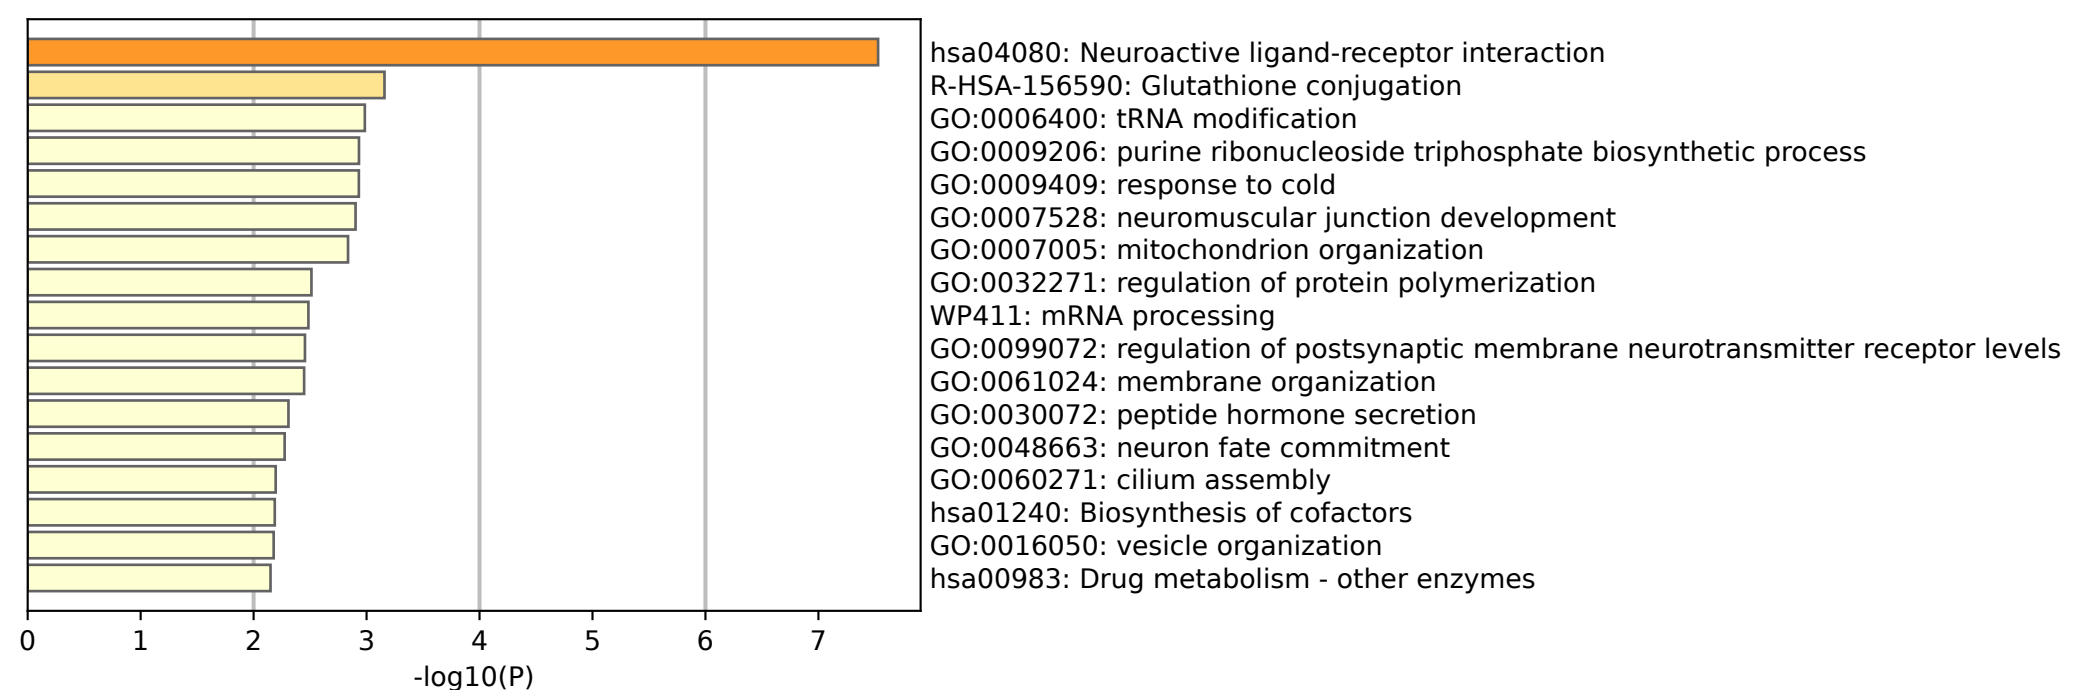 hsa04080: Neuroactive ligand-receptor interaction
R-HSA-156590: Glutathione conjugation
GO:0006400: tRNA modification
GO:0009206: purine ribonucleoside triphosphate biosynthetic process
GO:0009409: response to cold
GO:0007528: neuromuscular junction development
GO:0007005: mitochondrion organization
GO:0032271: regulation of protein polymerization
WP411: mRNA processing
GO:0099072: regulation of postsynaptic membrane neurotransmitter receptor levels
GO:0061024: membrane organization
GO:0030072: peptide hormone secretion
GO:0048663: neuron fate commitment
GO:0060271: cilium assembly
hsa01240: Biosynthesis of cofactors
GO:0016050: vesicle organization
hsa00983: Drug metabolism - other enzymes
0 1 2 3 4 5 6 7
-log10(P)